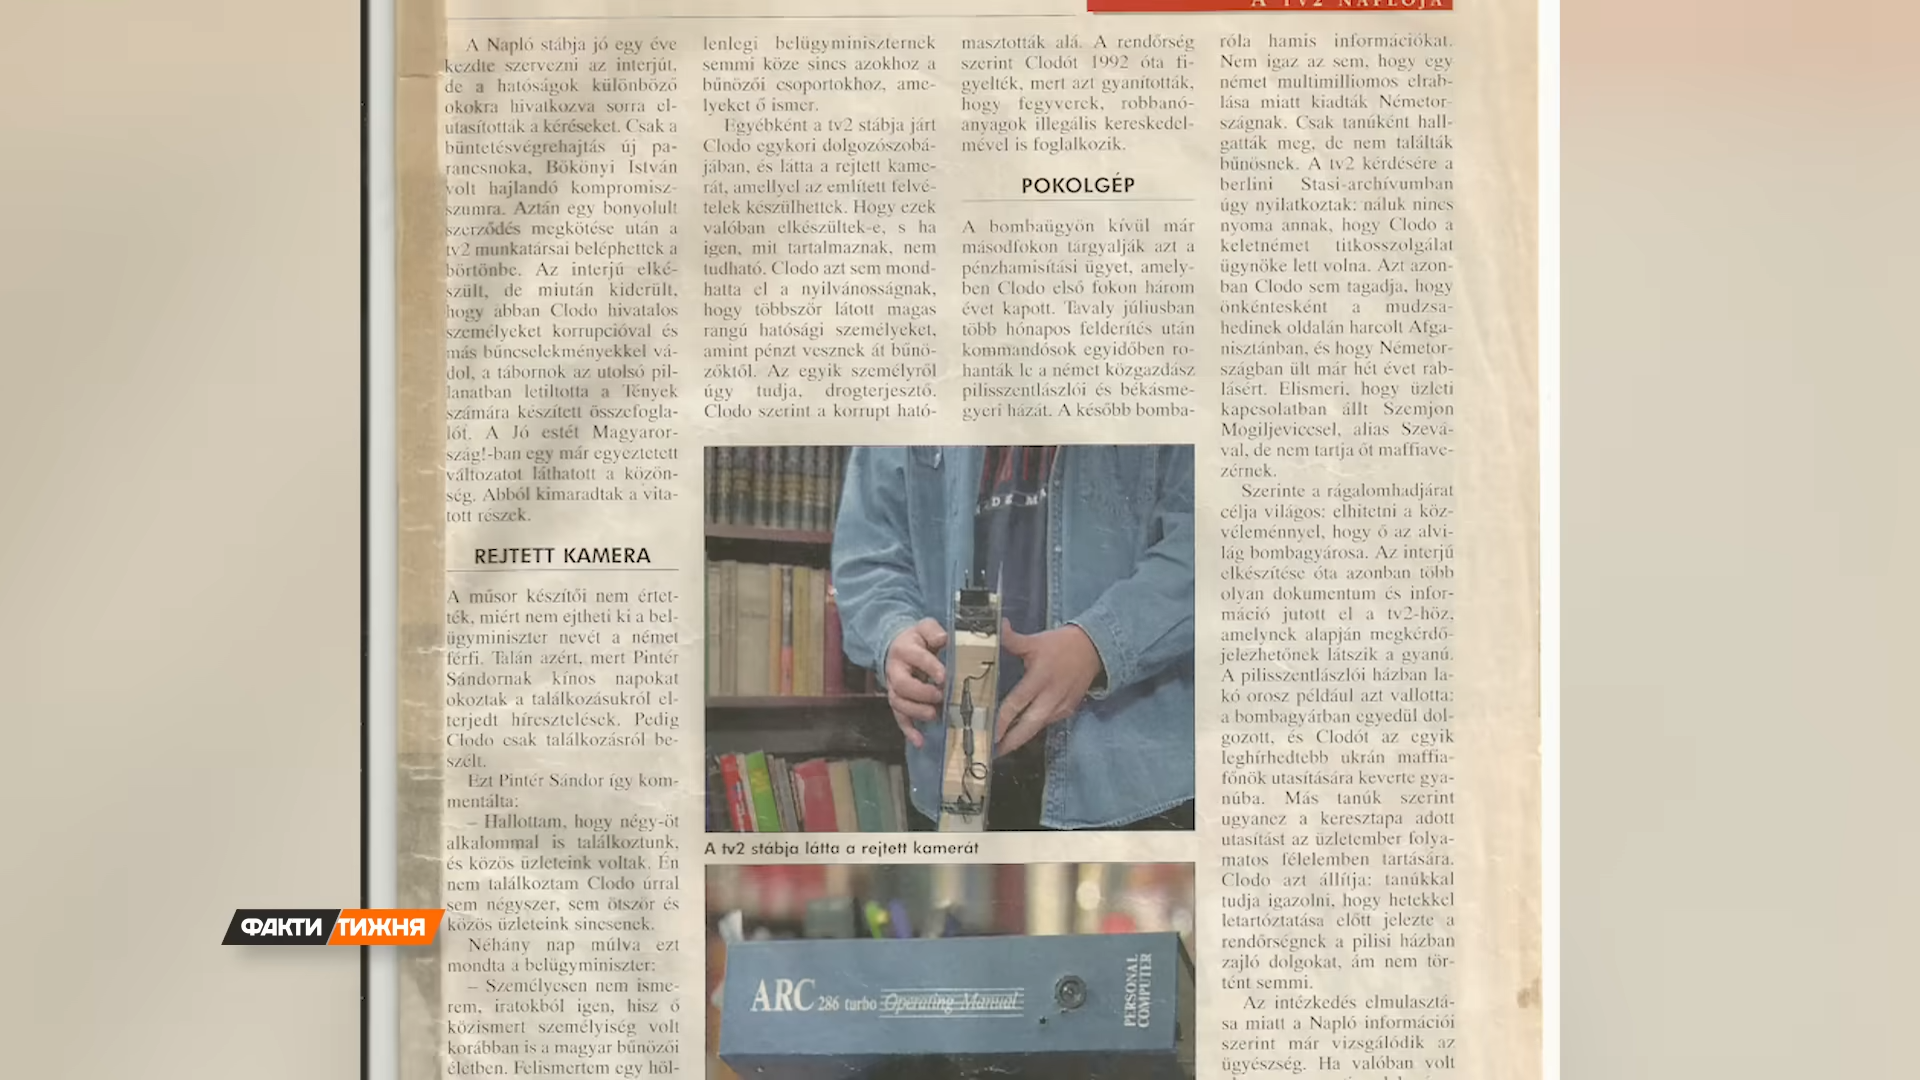 A TV2 NAPLÓJA
A Napló stábja jó egy éve
kezdte szervezni az interjút,
de a hatóságok különböző
okokra hivatkozva sorra el-
utasították a kéréseket. Csak a
büntetésvégrehajtás új pa-
rancsnoka, Bökönyi István
volt hajlandó kompromisz-
szumra. Aztán egy bonyolult
szerződés megkötése után a
tv2 munkatársai beléphettek a
börtönbe. Az interjú elké-
szült, de miután kiderült,
hogy abban Clodo hivatalos
személyeket korrupcióval és
más bűncselekményekkel vá-
dol, a tábornok az utolsó pil-
lanatban letiltotta a Tények
számára készített összefogla-
lót. A Jó estét Magyaror-
szág!-ban egy már egyeztetett
változatot láthatott a közön-
ség. Abból kimaradtak a vita-
tott részek.
REJTETT KAMERA
A műsor készítői nem értet-
ték, miért nem ejtheti ki a bel-
ügyminiszter nevét a német
férfi. Talán azért, mert Pintér
Sándornak kínos napokat
okoztak a találkozásukról el-
terjedt híresztelések. Pedig
Clodo csak találkozásról be-
szélt.
Ezt Pintér Sándor így kom-
mentálta:
– Hallottam, hogy négy-öt
alkalommal is találkoztunk,
és közös üzleteink voltak. Én
nem találkoztam Clodo úrral
sem négyszer, sem ötször és
közös üzleteink sincsenek.
Néhány nap múlva ezt
mondta a belügyminiszter:
– Személyesen nem isme-
rem, iratokból igen, hisz ő
közismert személyiség volt
korábban is a magyar bűnözői
életben. Felismertem egy höl-
lenlegi belügyminiszternek
semmi köze sincs azokhoz a
bűnözői csoportokhoz, ame-
lyeket ő ismer.
Egyébként a tv2 stábja járt
Clodo egykori dolgozószobá-
jában, és látta a rejtett kame-
rát, amellyel az említett felvé-
telek készülhettek. Hogy ezek
valóban elkészültek-e, s ha
igen, mit tartalmaznak, nem
tudható. Clodo azt sem mond-
hatta el a nyilvánosságnak,
hogy többször látott magas
rangú hatósági személyeket,
amint pénzt vesznek át bűnö-
zőktől. Az egyik személyről
úgy tudja, drogterjesztő.
Clodo szerint a korrupt ható-
masztották alá. A rendőrség
szerint Clodót 1992 óta fi-
gyelték, mert azt gyanították,
hogy fegyverek, robbanó-
anyagok illegális kereskedel-
mével is foglalkozik.
POKOLGÉP
A bombaügyön kívül már
másodfokon tárgyalják azt a
pénzhamisítási ügyet, amely-
ben Clodo első fokon három
évet kapott. Tavaly júliusban
több hónapos felderítés után
kommandósok egyidőben ro-
hanták le a német közgazdász
pilisszentlászlói és békásme-
gyeri házát. A később bomba-
A tv2 stábja látta a rejtett kamerát
ARC 286 turbo Operating Manual
PERSONAL
COMPUTER
róla hamis információkat.
Nem igaz az sem, hogy egy
német multimilliomos elrab-
lása miatt kiadták Németor-
szágnak. Csak tanúként hall-
gatták meg, de nem találták
bűnösnek. A tv2 kérdésére a
berlini Stasi-archívumban
úgy nyilatkoztak: náluk nincs
nyoma annak, hogy Clodo a
keletnémet titkosszolgálat
ügynöke lett volna. Azt azon-
ban Clodo sem tagadja, hogy
önkéntesként a mudzsa-
hedinek oldalán harcolt Afga-
nisztánban, és hogy Németor-
szágban ült már hét évet rab-
lásért. Elismeri, hogy üzleti
kapcsolatban állt Szemjon
Mogiljeviccsel, alias Szevá-
val, de nem tartja őt maffiave-
zérnek.
Szerinte a rágalomhadjárat
célja világos: elhitetni a köz-
véleménnyel, hogy ő az alvi-
lág bombagyárosa. Az interjú
elkészítése óta azonban több
olyan dokumentum és infor-
máció jutott el a tv2-höz,
amelynek alapján megkérdő-
jelezhetőnek látszik a gyanú.
A pilisszentlászlói házban la-
kó orosz például azt vallotta:
a bombagyárban egyedül dol-
gozott, és Clodót az egyik
leghírhedtebb ukrán maffia-
főnök utasítására keverte gya-
núba. Más tanúk szerint
ugyanez a keresztapa adott
utasítást az üzletember folya-
matos félelemben tartására.
Clodo azt állítja: tanúkkal
tudja igazolni, hogy hetekkel
letartóztatása előtt jelezte a
rendőrségnek a pilisi házban
zajló dolgokat, ám nem tör-
tént semmi.
Az intézkedés elmulasztá-
sa miatt a Napló információi
szerint már vizsgálódik az
ügyészség. Ha valóban volt
ФАКТИ ТИЖНЯ